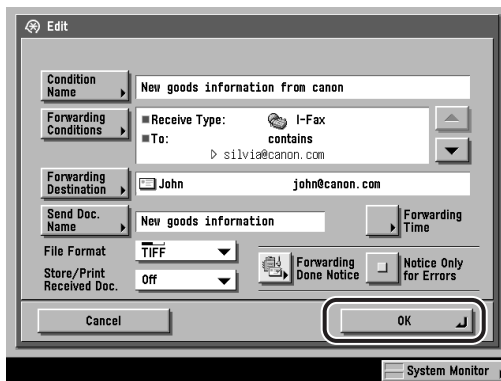 Edit
Condition
Name
New goods information from canon
Forwarding
Conditions
Receive Type: I-Fax
To: contains
silvia@canon.com
Forwarding
Destination
John john@canon.com
Send Doc.
Name
New goods information
Forwarding
Time
File Format
TIFF
Store/Print
Received Doc.
Off
Forwarding
Done Notice
Notice Only
for Errors
Cancel
OK
System Monitor